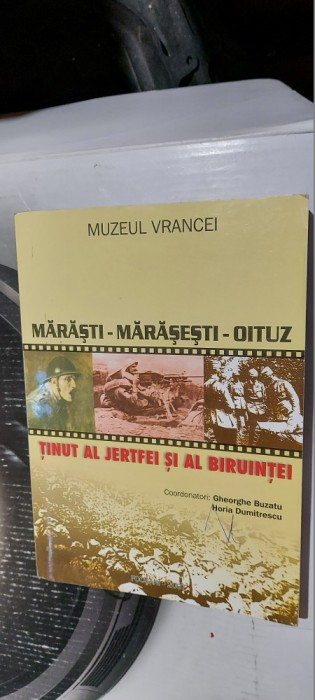 MUZEUL VRANCEI
MĂRĂŞTI - MĂRĂŞEŞTI - OITUZ
ŢINUT AL JERTFEI ŞI AL BIRUINŢEI
Coordonatori: Gheorghe Buzatu
Horia Dumitrescu